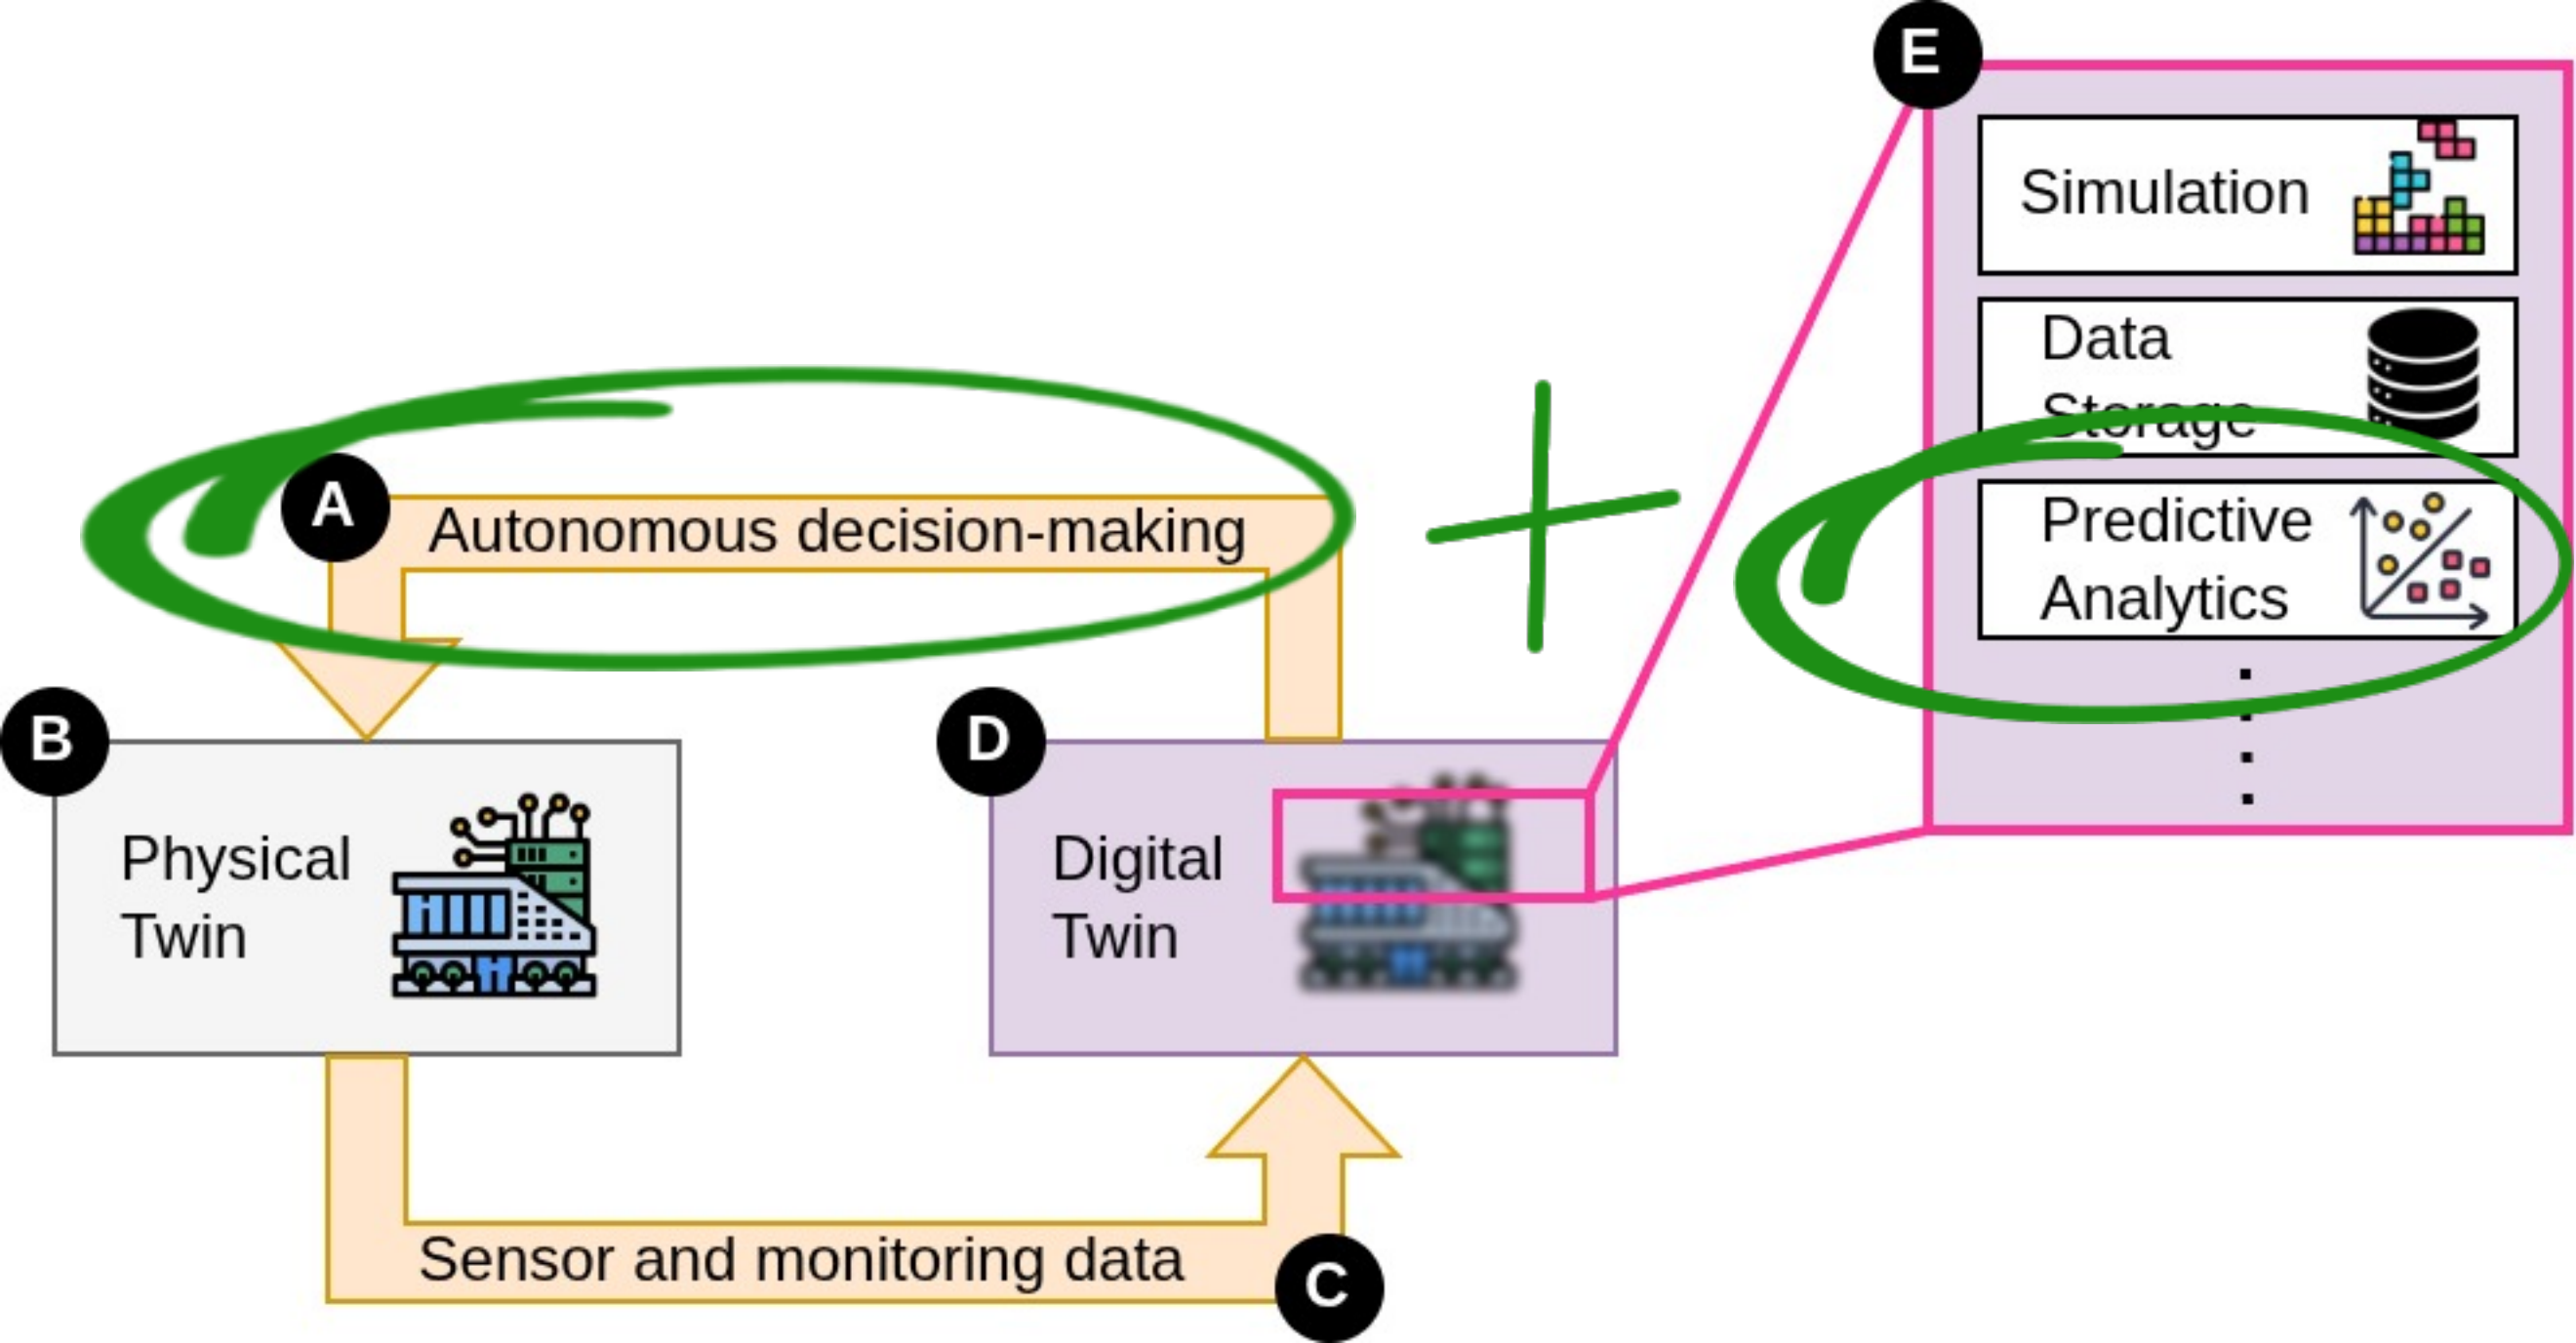 E
Simulation
Data
Storage
A
Autonomous decision-making
Predictive
Analytics
B
Physical
Twin
D
Digital
Twin
Sensor and monitoring data
C